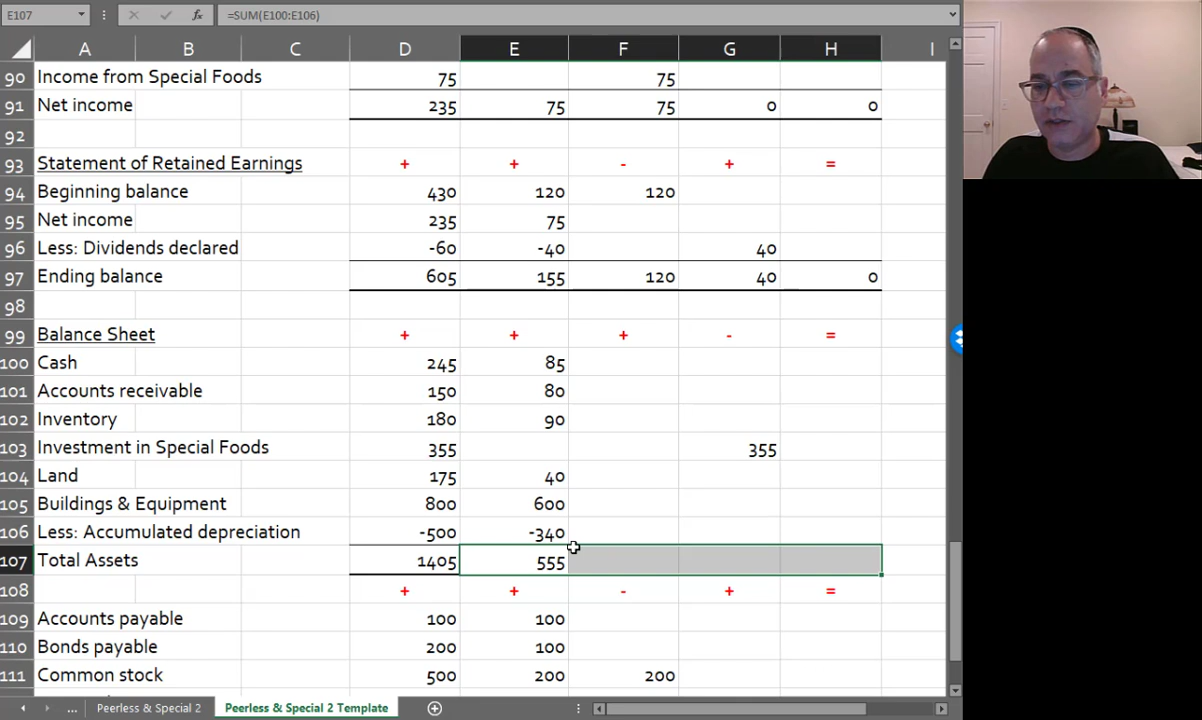 E107 fx =SUM(E100:E106)
A B C D E F G H I
90 Income from Special Foods 75 75
91 Net income 235 75 75 0 0
92
93 Statement of Retained Earnings + + - + =
94 Beginning balance 430 120 120
95 Net income 235 75
96 Less: Dividends declared -60 -40 40
97 Ending balance 605 155 120 40 0
98
99 Balance Sheet + + + - =
100 Cash 245 85
101 Accounts receivable 150 80
102 Inventory 180 90
103 Investment in Special Foods 355 355
104 Land 175 40
105 Buildings & Equipment 800 600
106 Less: Accumulated depreciation -500 -340
107 Total Assets 1405 555
108 + + - + =
109 Accounts payable 100 100
110 Bonds payable 200 100
111 Common stock 500 200 200
... Peerless & Special 2 Peerless & Special 2 Template